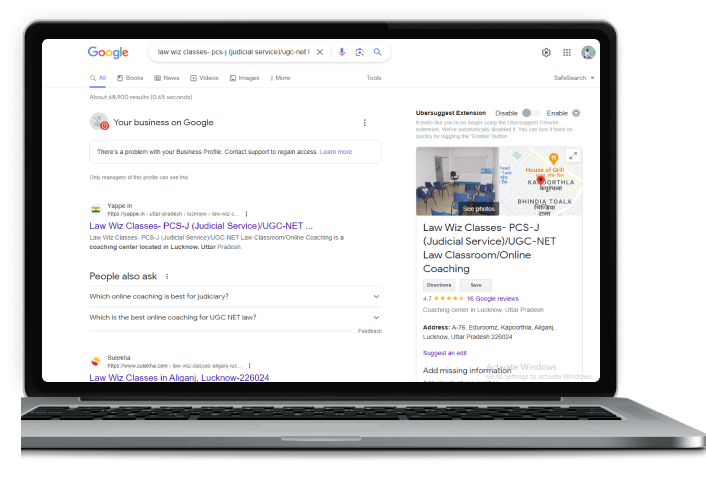 Google
law wiz classes- pcs-j (judicial service)/ugc-net l
All Books News Videos Images More Tools SafeSearch
About 68,900 results (0.65 seconds)
Your business on Google
There's a problem with your Business Profile. Contact support to regain access. Learn more
Only managers of this profile can see this
Yappe.in
https://yappe.in › uttar-pradesh › lucknow › law-wiz-c...
Law Wiz Classes- PCS-J (Judicial Service)/UGC-NET ...
Law Wiz Classes- PCS-J (Judicial Service)/UGC-NET Law Classroom/Online Coaching is a
coaching center located in Lucknow, Uttar Pradesh.
People also ask
Which online coaching is best for judiciary?
Which is the best online coaching for UGC NET law?
Feedback
Sulekha
https://www.sulekha.com › law-wiz-classes-aliganj-luc...
Law Wiz Classes in Aliganj, Lucknow-226024
Ubersuggest Extension Disable Enable
It looks like you're no longer using the Ubersuggest Chrome
extension. We've automatically disabled it. You can turn it back on
quickly by toggling the "Enable" button.
See photos
House of Grill
KAPOORTHLA
कपूरथला
BHINDIA TOALA
टोला
Law Wiz Classes- PCS-J
(Judicial Service)/UGC-NET
Law Classroom/Online
Coaching
Directions Save
4.7 16 Google reviews
Coaching center in Lucknow, Uttar Pradesh
Address: A-76, Eduroomz, Kapoorthla, Aliganj,
Lucknow, Uttar Pradesh 226024
Suggest an edit
Add missing information
Activate Windows
Go to Settings to activate Windows.